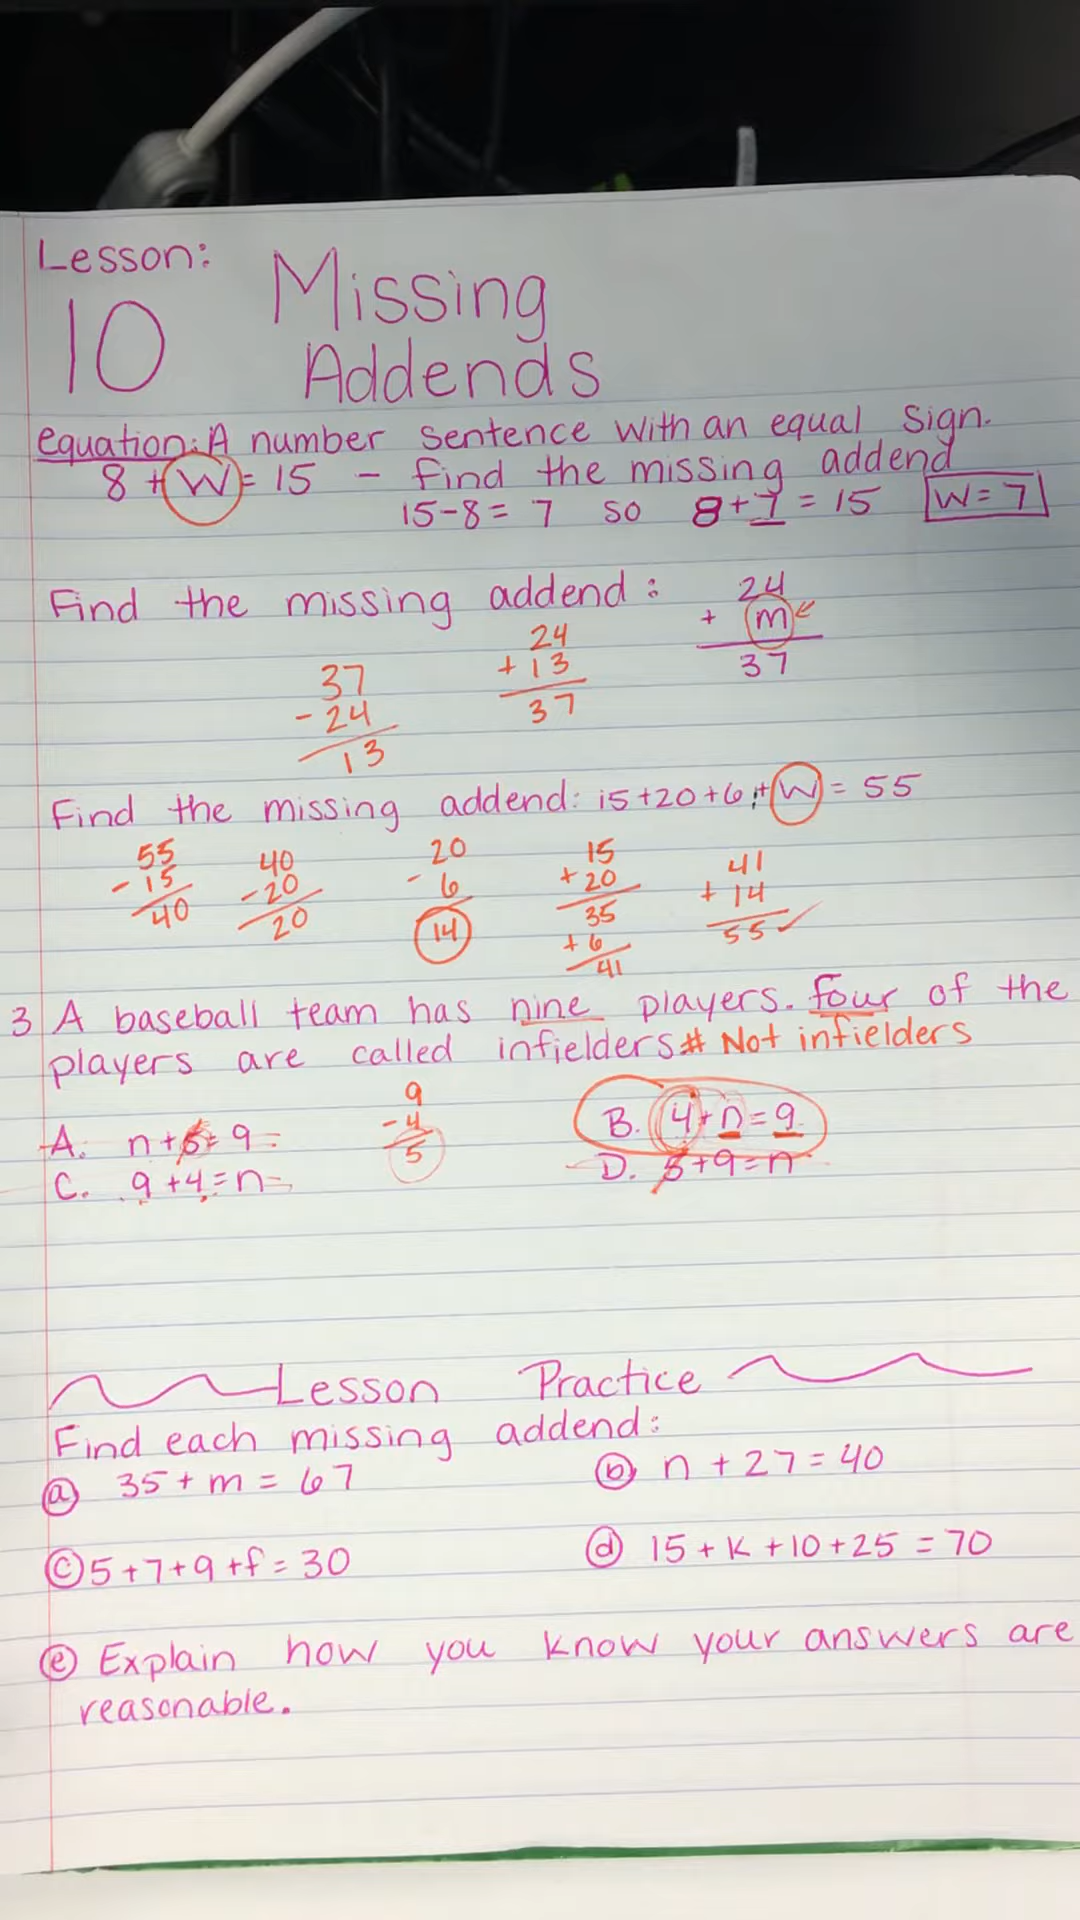 Lesson:
10
Missing
Addends
equation: A number sentence with an equal sign.
8 + W = 15 - find the missing addend
15-8= 7 so 8+7 = 15 W=7
Find the missing addend:
24
+ m
37
37
- 24
13
24
+ 13
37
Find the missing addend: 15+20+6+W = 55
55
- 15
40
40
- 20
20
20
- 6
14
15
+ 20
35
+ 6
41
41
+ 14
55 ✓
3 A baseball team has nine players. four of the
players are called infielders # Not infielders
9
- 4
5
A. n+5=9
B. 4+n=9
C. 9+4=n
D. 5+9=n
Lesson Practice
Find each missing addend:
ⓐ 35 + m = 67
ⓑ n + 27 = 40
ⓒ 5+7+9+f=30
ⓓ 15+K+10+25=70
ⓔ Explain how you know your answers are
reasonable.